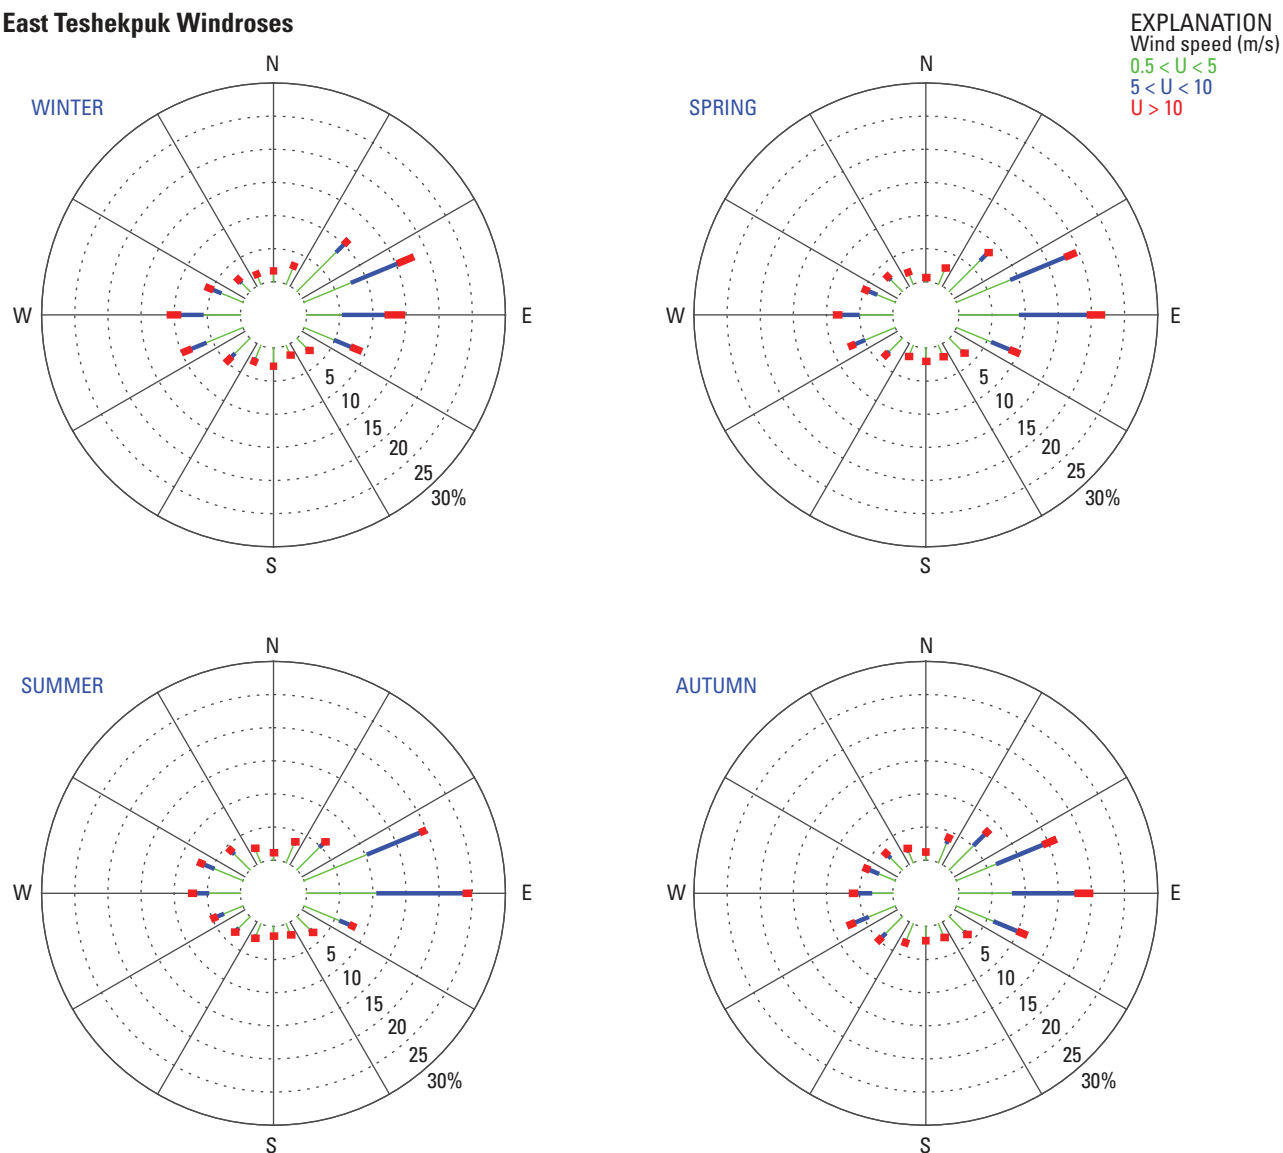 East Teshekpuk Windroses
EXPLANATION
Wind speed (m/s)
0.5 < U < 5
5 < U < 10
U > 10
WINTER
N
W
E
S
5
10
15
20
25
30%
SPRING
N
W
E
S
5
10
15
20
25
30%
SUMMER
N
W
E
S
5
10
15
20
25
30%
AUTUMN
N
W
E
S
5
10
15
20
25
30%